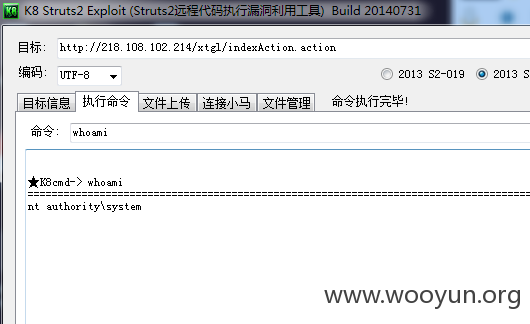 K8 Struts2 Exploit (Struts2远程代码执行漏洞利用工具) Build 20140731
目标: http://218.108.102.214/xtgl/indexAction.action
编码: UTF-8 2013 S2-019 2013 S
目标信息 执行命令 文件上传 连接小马 文件管理 命令执行完毕!
命令: whoami
★K8cmd-> whoami
nt authority\system
www.wooyun.org